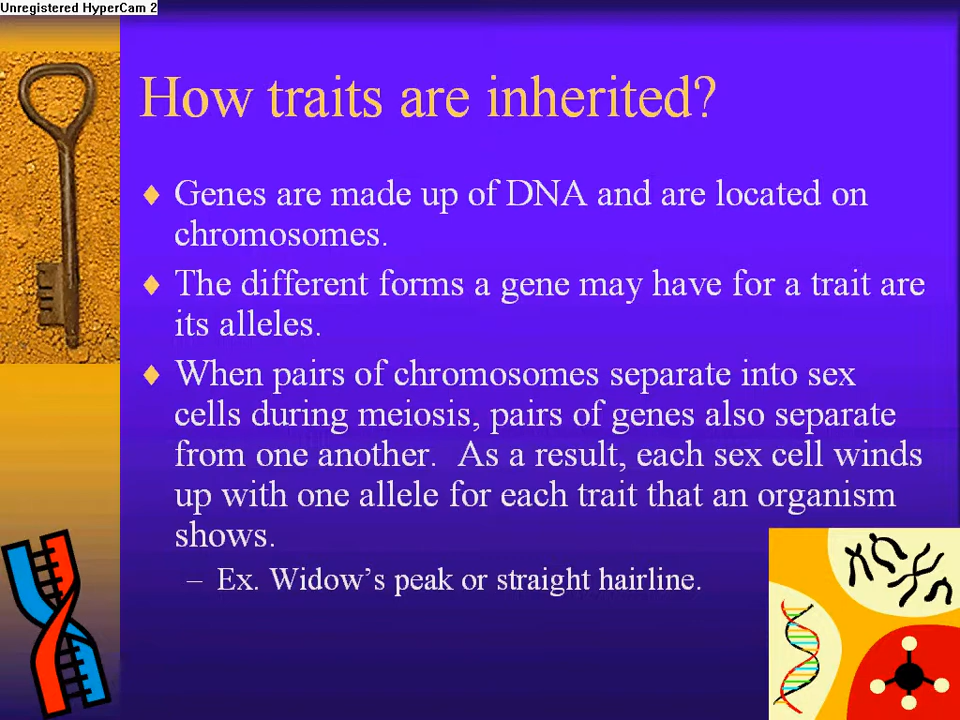 Unregistered HyperCam 2
How traits are inherited?
♦ Genes are made up of DNA and are located on
chromosomes.
♦ The different forms a gene may have for a trait are
its alleles.
♦ When pairs of chromosomes separate into sex
cells during meiosis, pairs of genes also separate
from one another.  As a result, each sex cell winds
up with one allele for each trait that an organism
shows.
– Ex. Widow's peak or straight hairline.